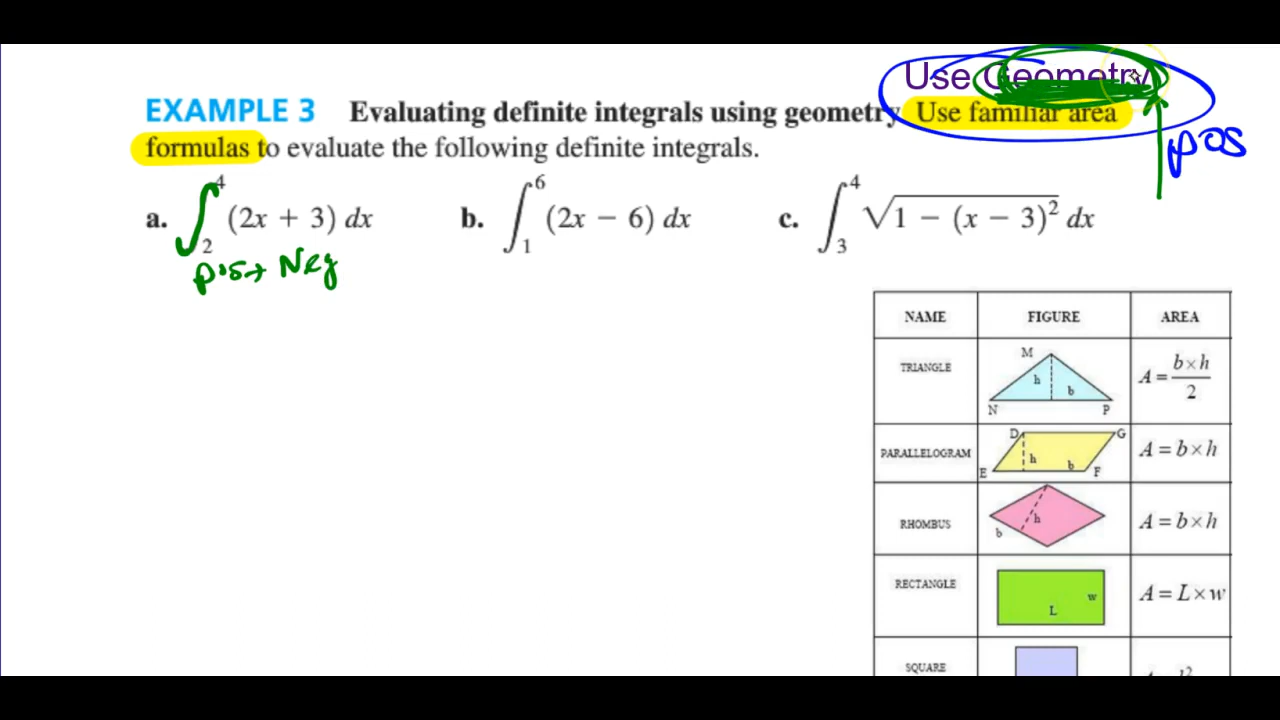 Use Geometry
EXAMPLE 3 Evaluating definite integrals using geometry Use familiar area
formulas to evaluate the following definite integrals.
pos
a. ∫₂⁴ (2x + 3) dx b. ∫₁⁶ (2x − 6) dx c. ∫₃⁴ √(1 − (x − 3)²) dx
pos + Neg
NAME FIGURE AREA
TRIANGLE M h b N P A = b×h/2
PARALLELOGRAM D G h b E F A = b×h
RHOMBUS h b A = b×h
RECTANGLE w L A = L×w
SQUARE